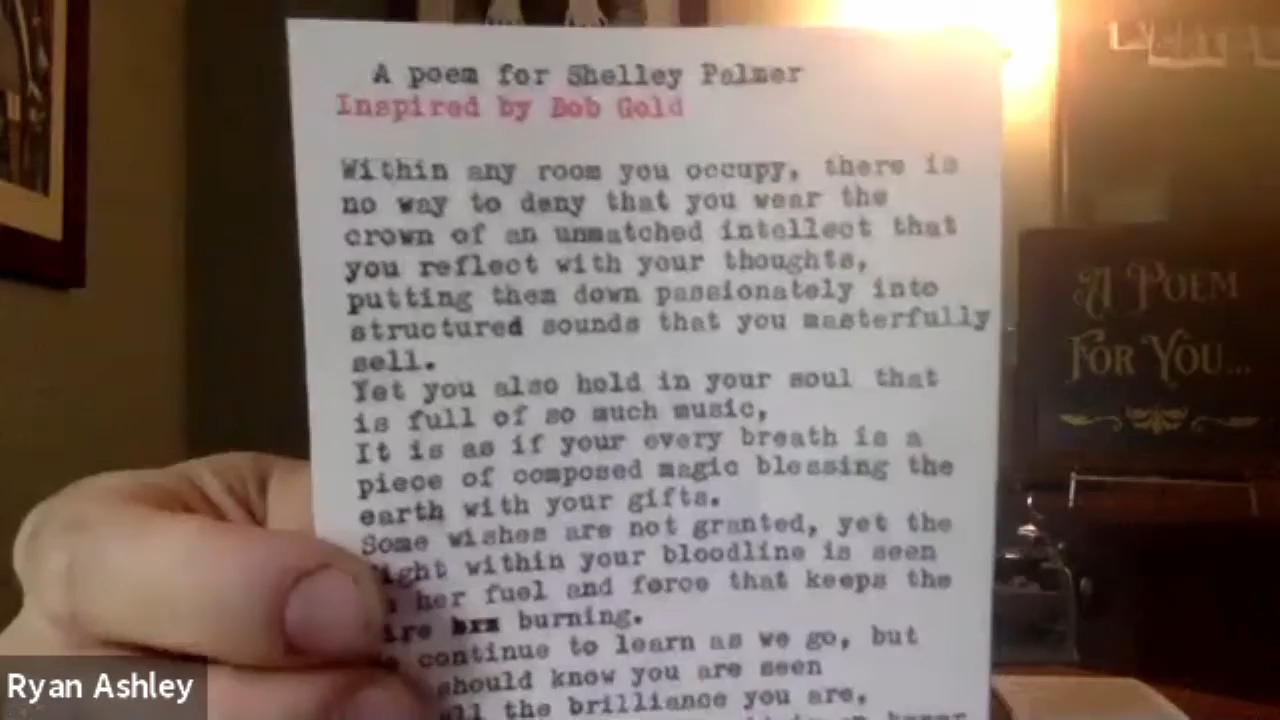 A poem for Shelley Palmer
Inspired by Bob Gold
Within any room you occupy, there is
no way to deny that you wear the
crown of an unmatched intellect that
you reflect with your thoughts,
putting them down passionately into
structured sounds that you masterfully
sell.
Yet you also hold in your soul that
is full of so much music,
It is as if your every breath is a
piece of composed magic blessing the
earth with your gifts.
Some wishes are not granted, yet the
ight within your bloodline is seen
her fuel and force that keeps the
ire brx burning.
continue to learn as we go, but
should know you are seen
all the brilliance you are,
A POEM
FOR YOU...
Ryan Ashley